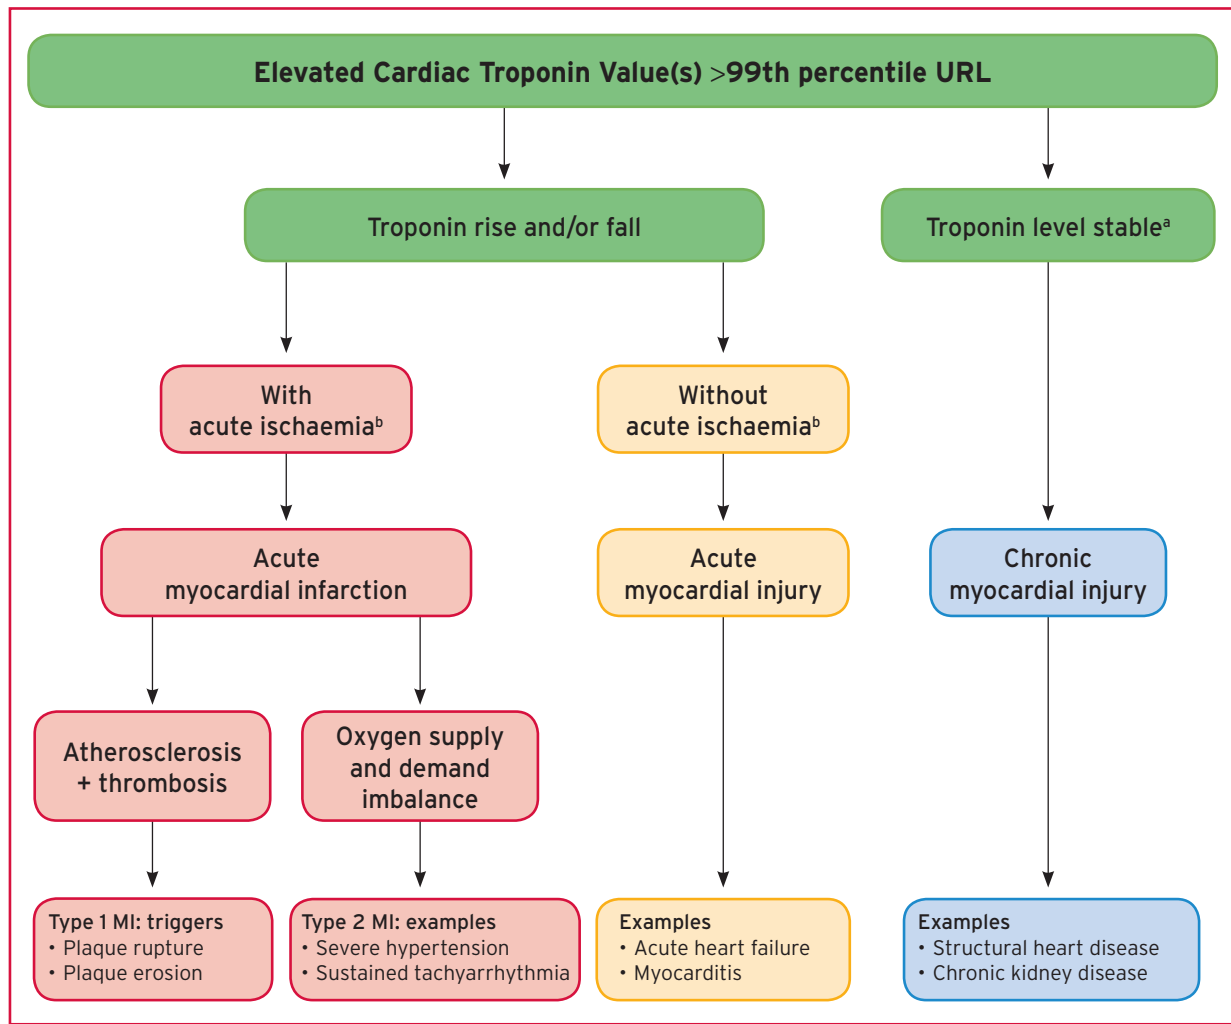 Elevated Cardiac Troponin Value(s) >99th percentile URL
Troponin rise and/or fall
Troponin level stableᵃ
With
acute ischaemiaᵇ
Without
acute ischaemiaᵇ
Acute
myocardial infarction
Acute
myocardial injury
Chronic
myocardial injury
Atherosclerosis
+ thrombosis
Oxygen supply
and demand
imbalance
Type 1 MI: triggers
• Plaque rupture
• Plaque erosion
Type 2 MI: examples
• Severe hypertension
• Sustained tachyarrhythmia
Examples
• Acute heart failure
• Myocarditis
Examples
• Structural heart disease
• Chronic kidney disease